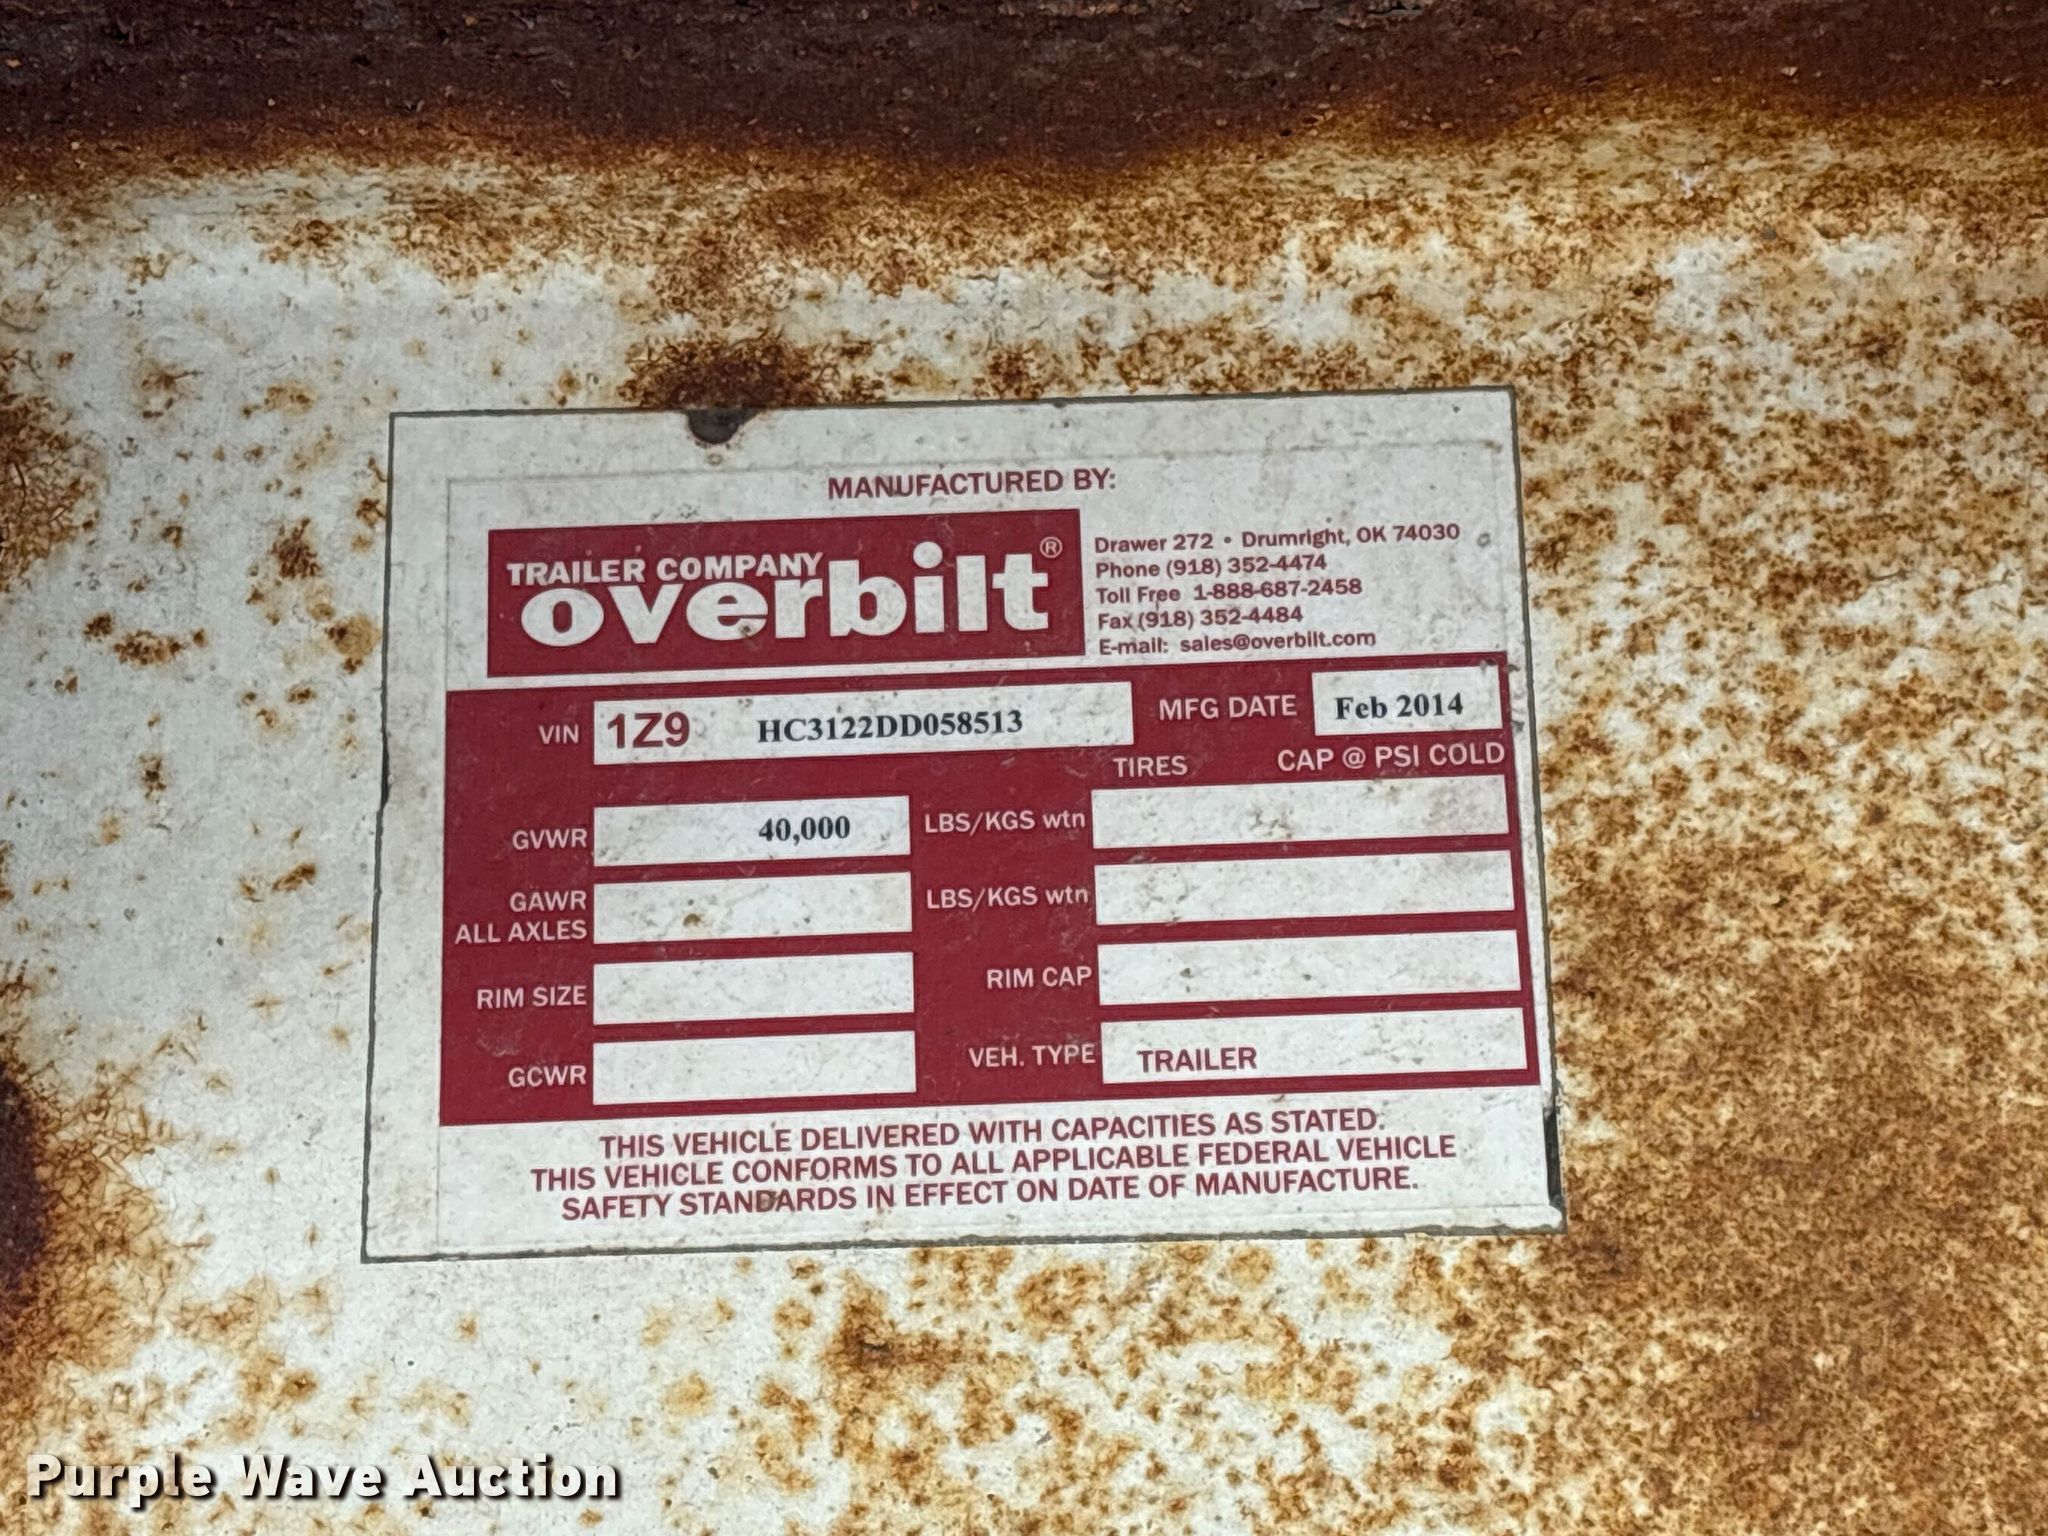 MANUFACTURED BY:
TRAILER COMPANY
overbilt®
Drawer 272 • Drumright, OK 74030
Phone (918) 352-4474
Toll Free 1-888-687-2458
Fax (918) 352-4484
E-mail: sales@overbilt.com
VIN 1Z9 HC3122DD058513 MFG DATE Feb 2014
TIRES CAP @ PSI COLD
GVWR 40,000 LBS/KGS wtn
GAWR
ALL AXLES LBS/KGS wtn
RIM SIZE RIM CAP
GCWR VEH. TYPE TRAILER
THIS VEHICLE DELIVERED WITH CAPACITIES AS STATED.
THIS VEHICLE CONFORMS TO ALL APPLICABLE FEDERAL VEHICLE
SAFETY STANDARDS IN EFFECT ON DATE OF MANUFACTURE.
Purple Wave Auction